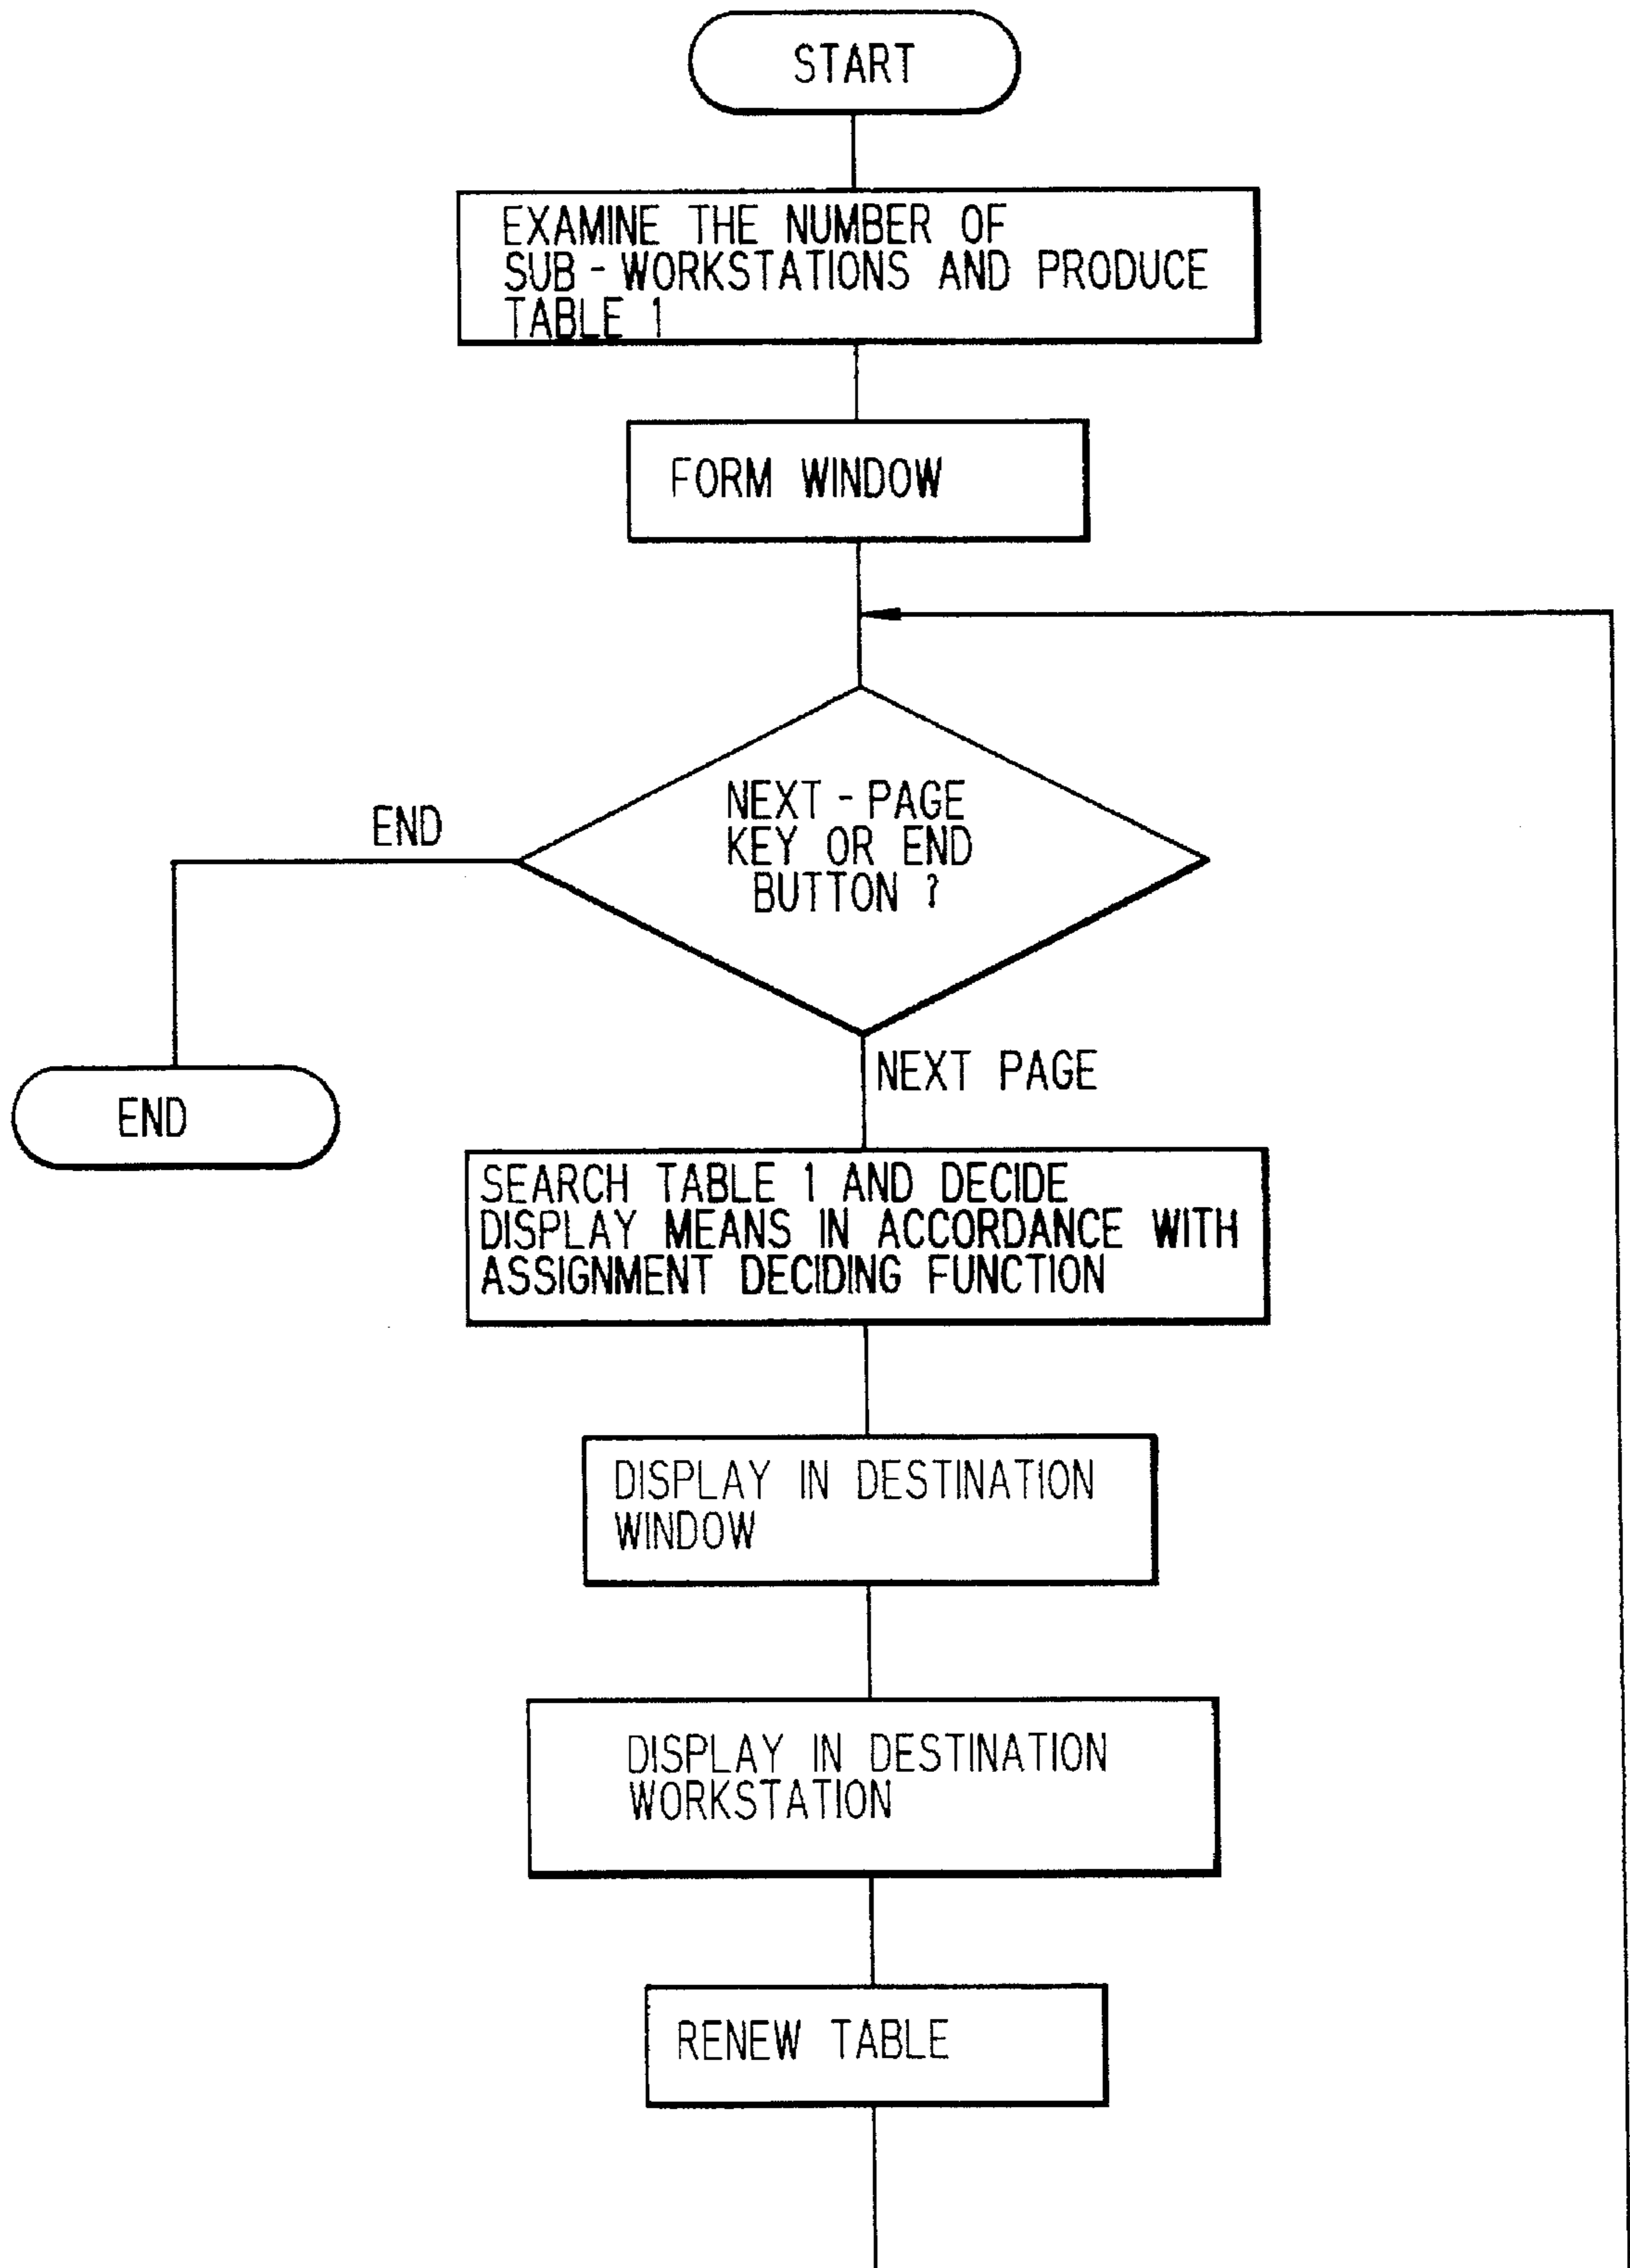 START
EXAMINE THE NUMBER OF
SUB-WORKSTATIONS AND PRODUCE
TABLE 1
FORM WINDOW
NEXT-PAGE
KEY OR END
BUTTON ?
END
END
NEXT PAGE
SEARCH TABLE 1 AND DECIDE
DISPLAY MEANS IN ACCORDANCE WITH
ASSIGNMENT DECIDING FUNCTION
DISPLAY IN DESTINATION
WINDOW
DISPLAY IN DESTINATION
WORKSTATION
RENEW TABLE